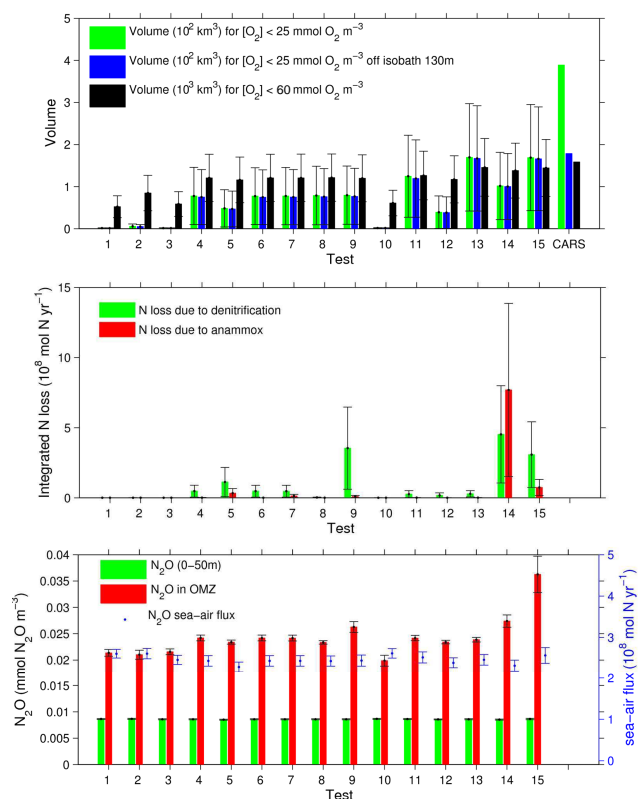 5
4
3
2
1
0
Volume
Volume (10² km³) for [O₂] < 25 mmol O₂ m⁻³
Volume (10² km³) for [O₂] < 25 mmol O₂ m⁻³ off isobath 130m
Volume (10³ km³) for [O₂] < 60 mmol O₂ m⁻³
1 2 3 4 5 6 7 8 9 10 11 12 13 14 15 CARS
Test
15
10
5
0
Integrated N loss (10⁸ mol N yr⁻¹)
N loss due to denitrification
N loss due to anammox
1 2 3 4 5 6 7 8 9 10 11 12 13 14 15
Test
0.04
0.035
0.03
0.025
0.02
0.015
0.01
0.005
0
N₂O (mmol N₂O m⁻³)
N₂O (0−50m)
N₂O in OMZ
N₂O sea−air flux
5
4
3
2
1
0
sea−air flux (10⁸ mol N yr⁻¹)
1 2 3 4 5 6 7 8 9 10 11 12 13 14 15
Test